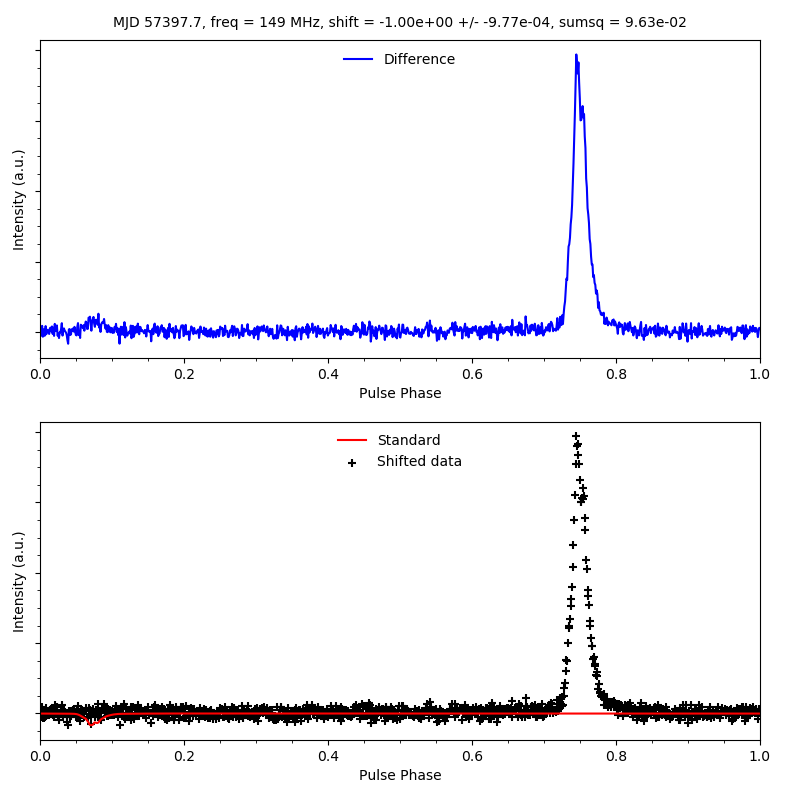 MJD 57397.7, freq = 149 MHz, shift = -1.00e+00 +/- -9.77e-04, sumsq = 9.63e-02
Difference
Intensity (a.u.)
0.0 0.2 0.4 0.6 0.8 1.0
Pulse Phase
Standard
Shifted data
Intensity (a.u.)
0.0 0.2 0.4 0.6 0.8 1.0
Pulse Phase